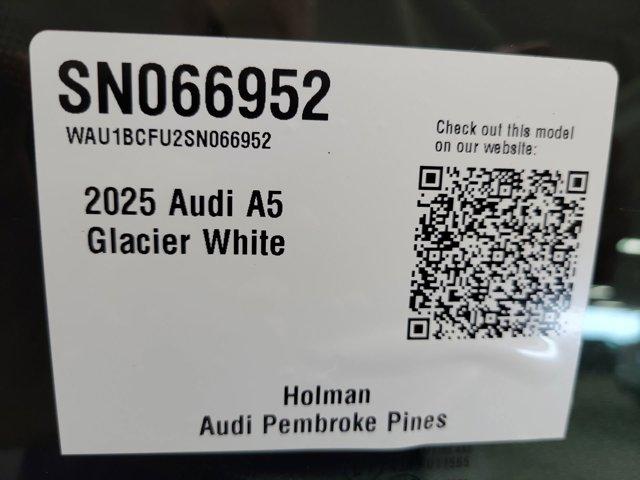 SN066952
WAU1BCFU2SN066952
Check out this model
on our website:
2025 Audi A5
Glacier White
Holman
Audi Pembroke Pines